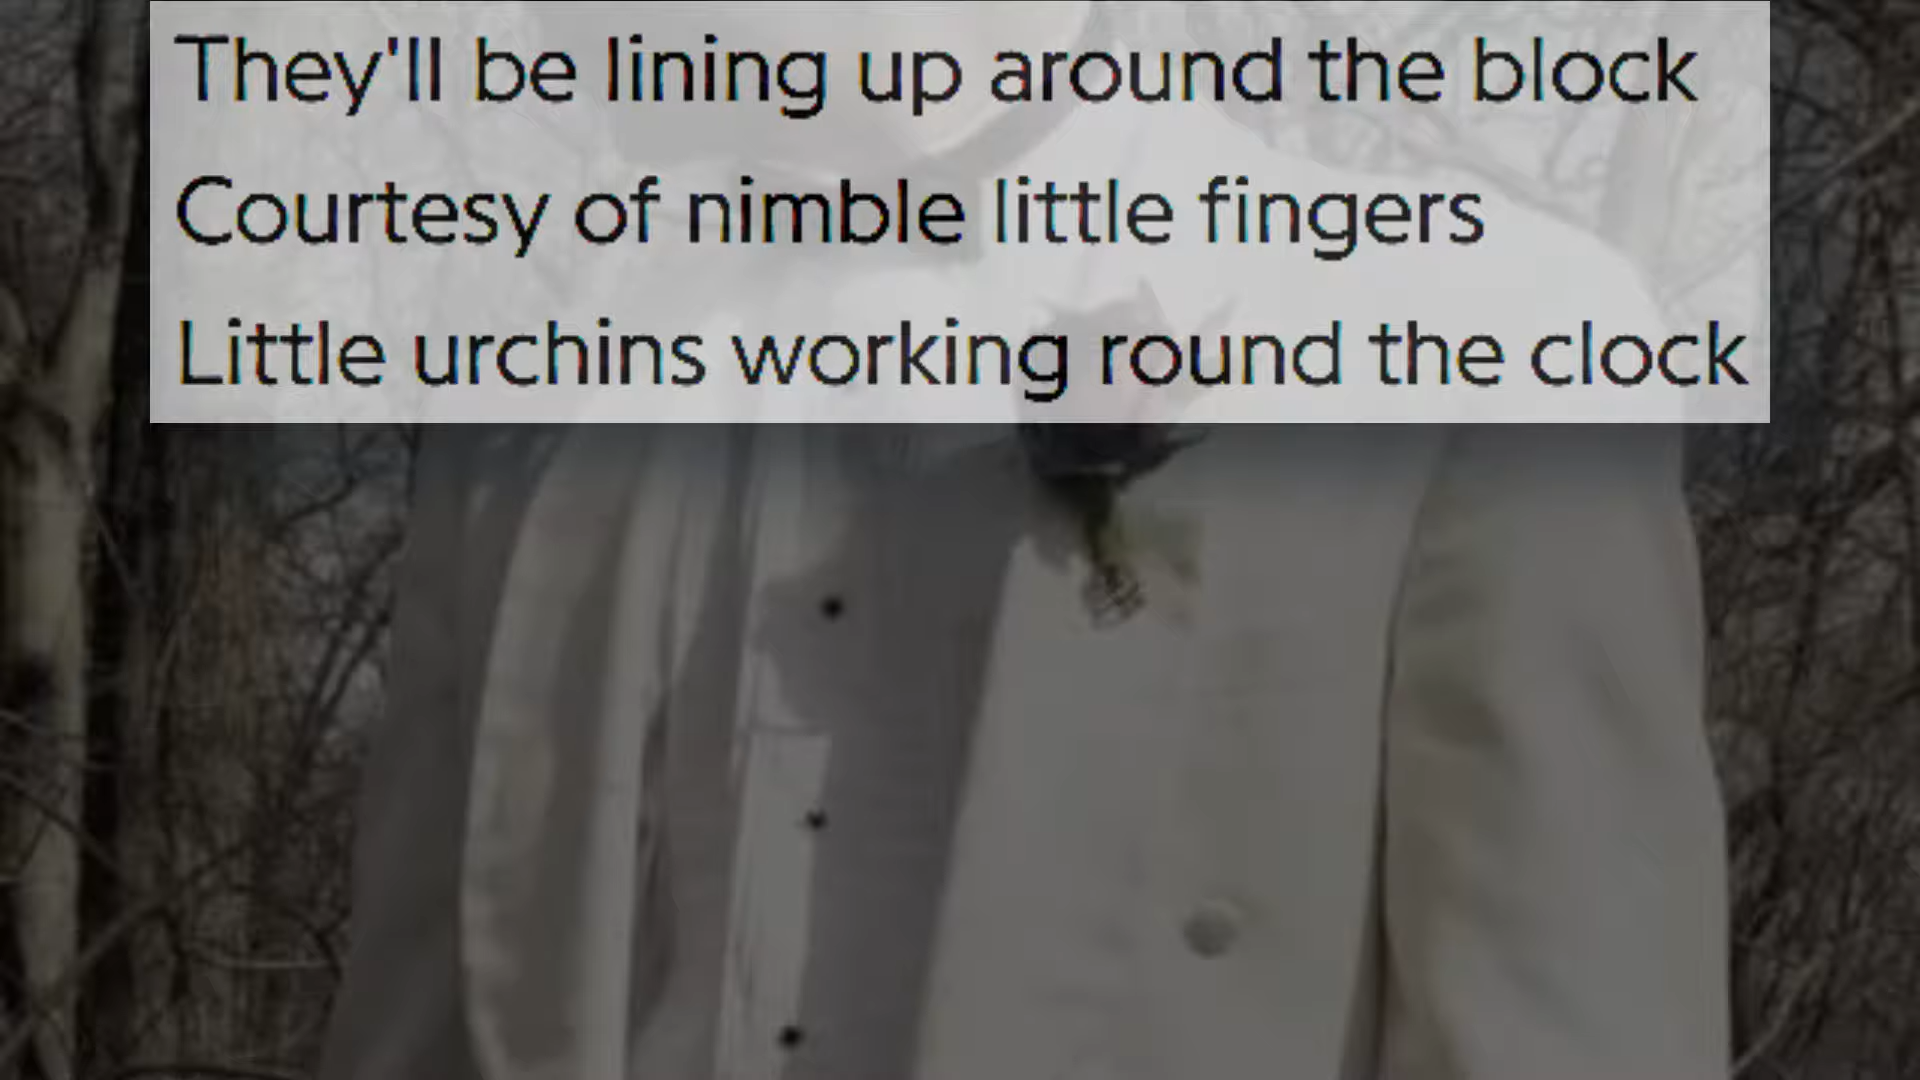 They'll be lining up around the block
Courtesy of nimble little fingers
Little urchins working round the clock